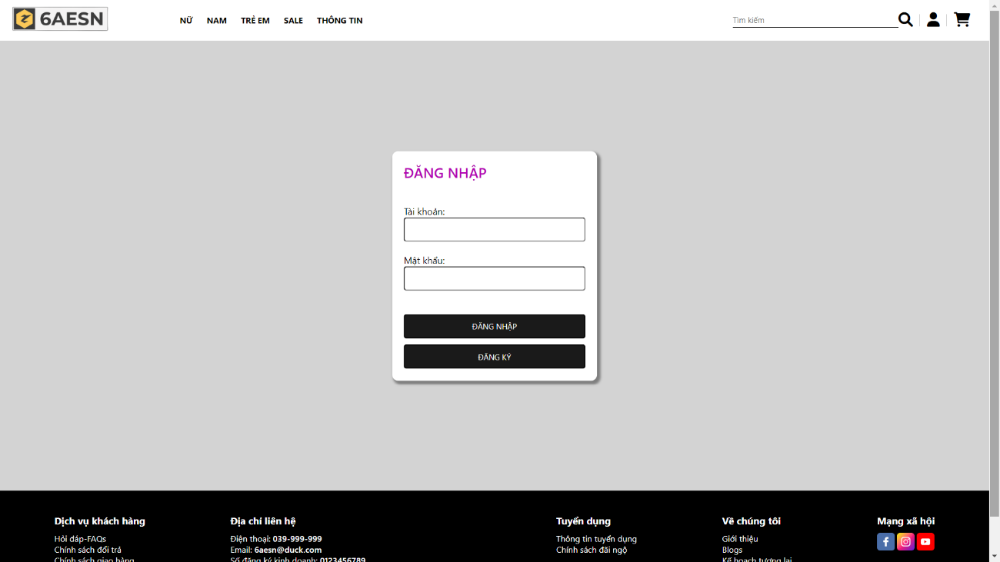 6AESN
NỮ NAM TRẺ EM SALE THÔNG TIN
Tìm kiếm
ĐĂNG NHẬP
Tài khoản:
Mật khẩu:
ĐĂNG NHẬP
ĐĂNG KÝ
Dịch vụ khách hàng
Hỏi đáp-FAQs
Chính sách đổi trả
Chính sách giao hàng
Địa chỉ liên hệ
Điện thoại: 039-999-999
Email: 6aesn@duck.com
Số đăng ký kinh doanh: 0123456789
Tuyển dụng
Thông tin tuyển dụng
Chính sách đãi ngộ
Về chúng tôi
Giới thiệu
Blogs
Kế hoạch tương lai
Mạng xã hội